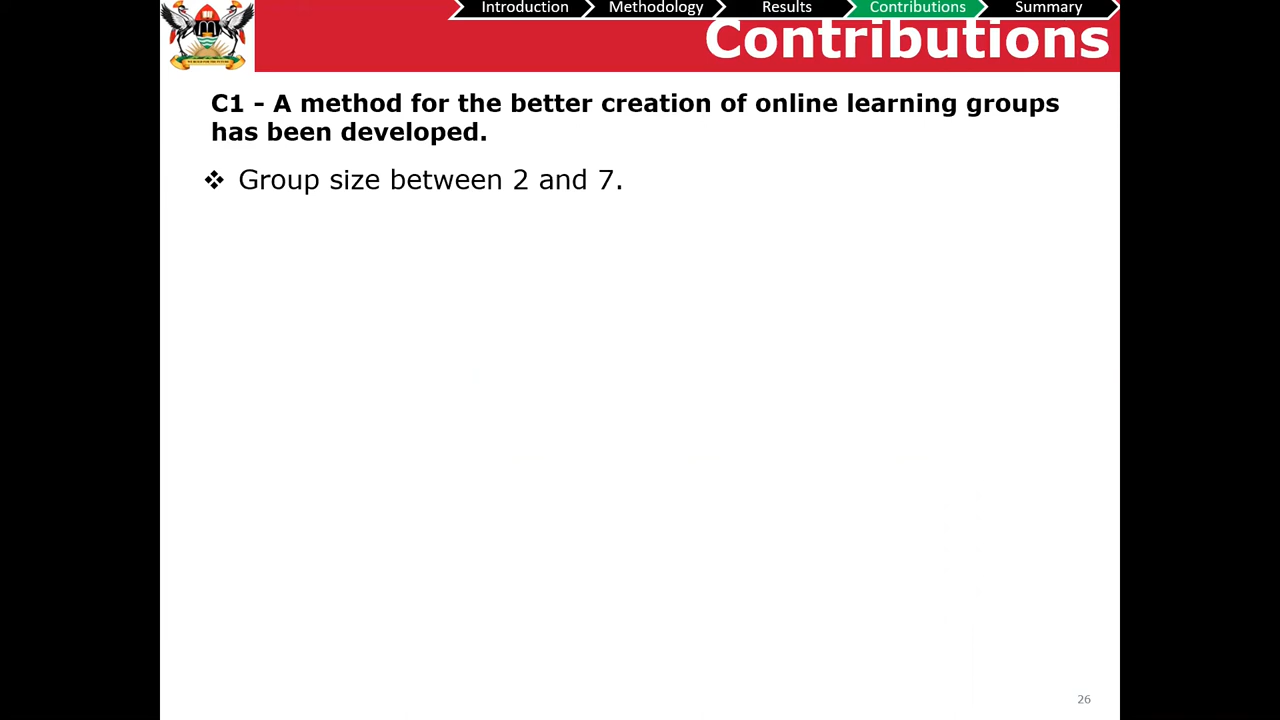 Introduction
Methodology
Results
Contributions
Summary
Contributions
C1 - A method for the better creation of online learning groups
has been developed.
❖ Group size between 2 and 7.
26